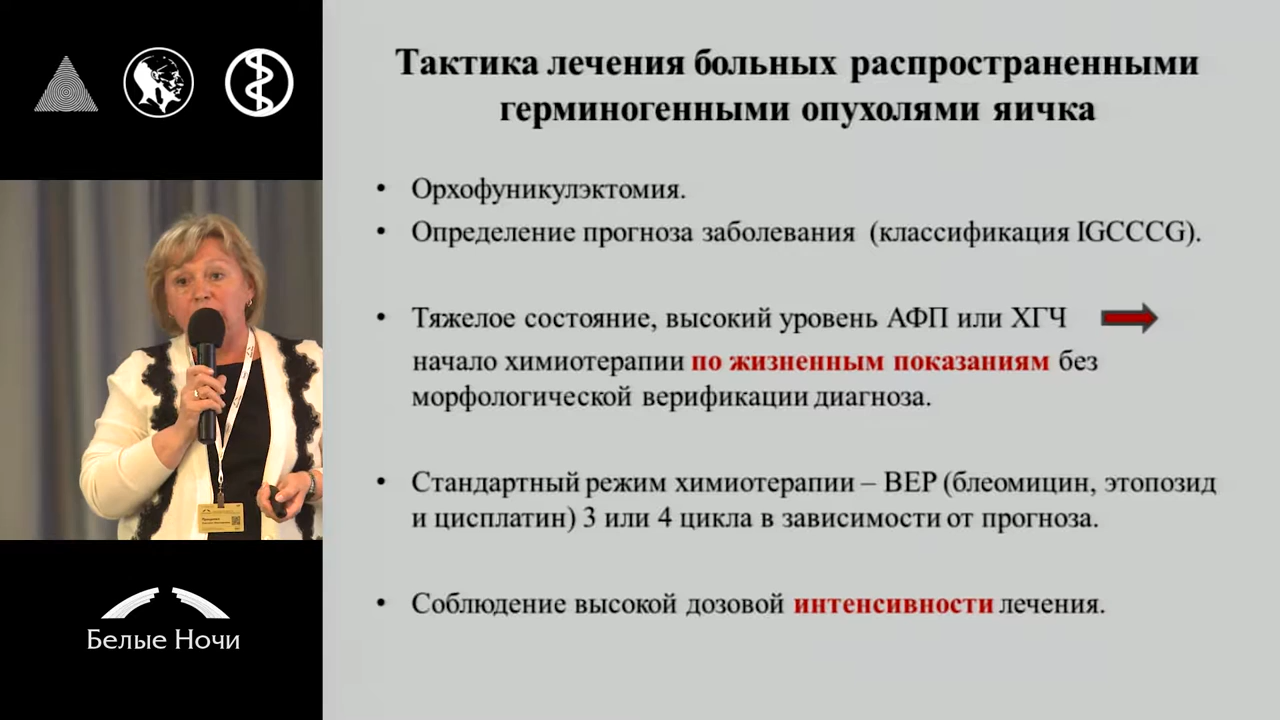 Тактика лечения больных распространенными
герминогенными опухолями яичка
• Орхофуникулэктомия.
• Определение прогноза заболевания (классификация IGCCCG).
• Тяжелое состояние, высокий уровень АФП или ХГЧ
начало химиотерапии по жизненным показаниям без
морфологической верификации диагноза.
• Стандартный режим химиотерапии – BEP (блеомицин, этопозид
и цисплатин) 3 или 4 цикла в зависимости от прогноза.
• Соблюдение высокой дозовой интенсивности лечения.
Белые Ночи